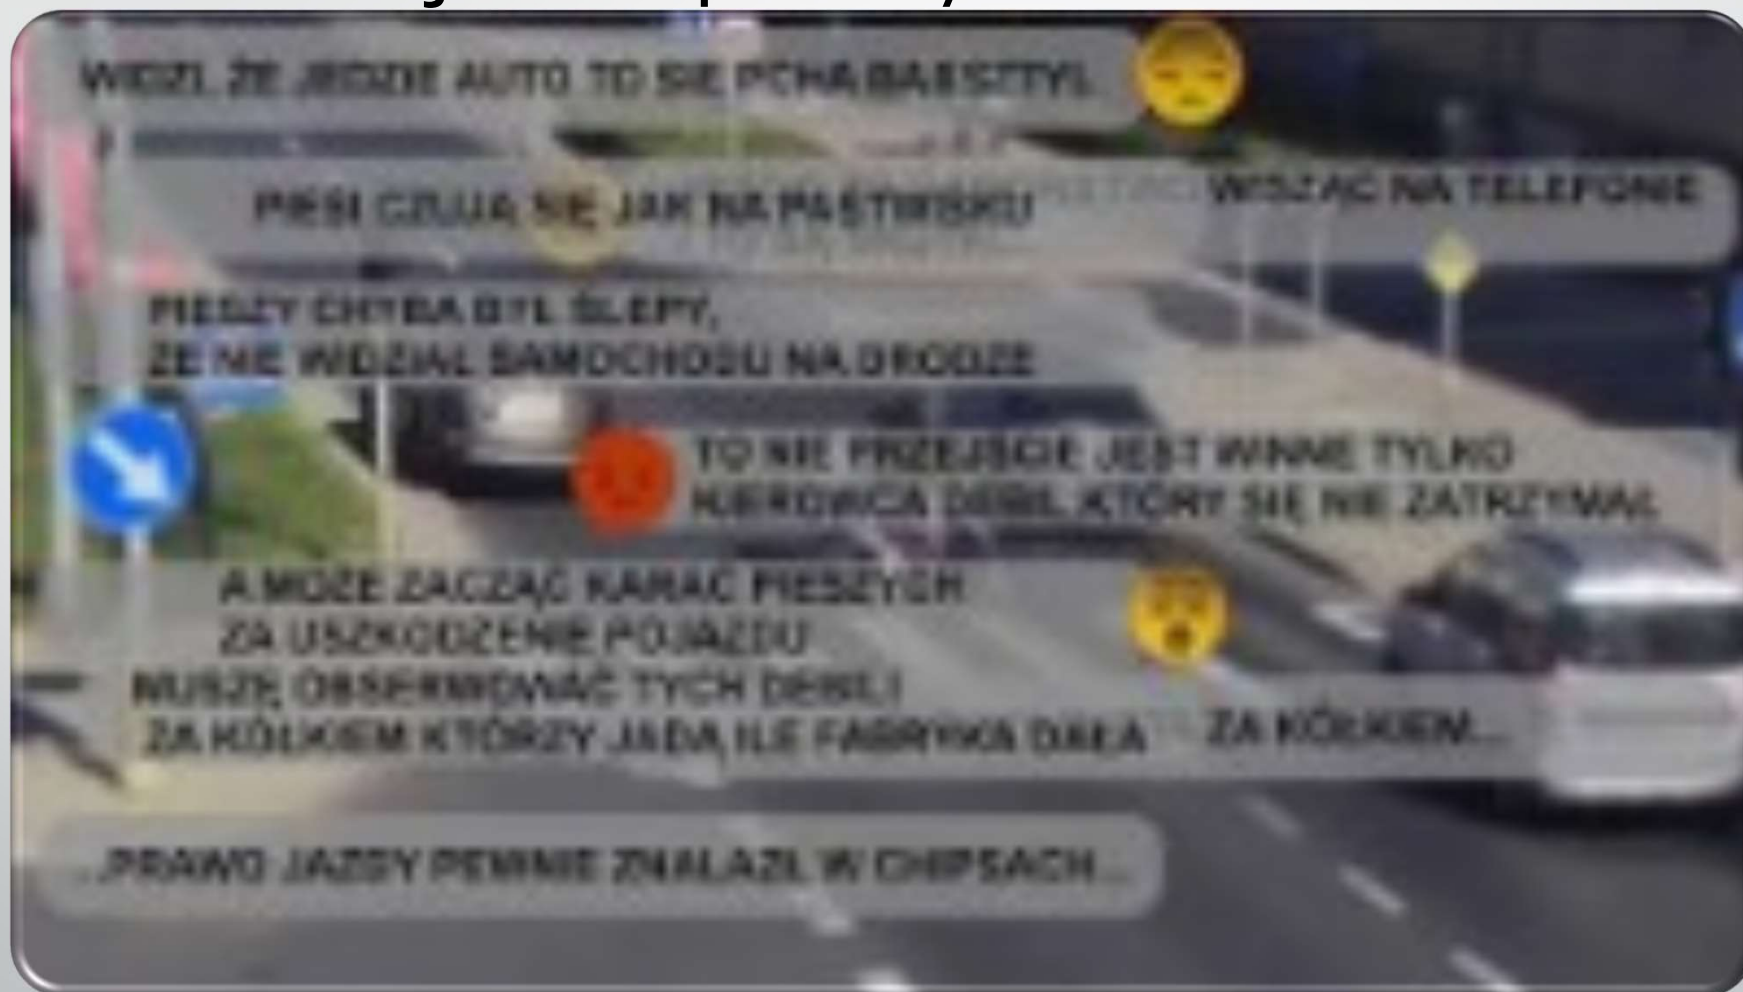 WIDZI, ŻE JEDZIE AUTO TO SIĘ PCHA BABSZTYL
PIESI CZUJĄ SIĘ JAK NA PASTWISKU
WISZĄC NA TELEFONIE
PIESZY CHYBA BYŁ ŚLEPY,
ŻE NIE WIDZIAŁ SAMOCHODU NA DRODZE
TO NIE PRZEJŚCIE JEST WINNE TYLKO
KIEROWCA DEBIL KTÓRY SIĘ NIE ZATRZYMAŁ
A MOŻE ZACZĄĆ KARAĆ PIESZYCH
ZA USZKODZENIE POJAZDU
MUSZĘ OBSERWOWAĆ TYCH DEBILI
ZA KÓŁKIEM KTÓRZY JADĄ ILE FABRYKA DAŁA
ZA KÓŁKIEM...
...PRAWO JAZDY PEWNIE ZNALAZŁ W CHIPSACH...